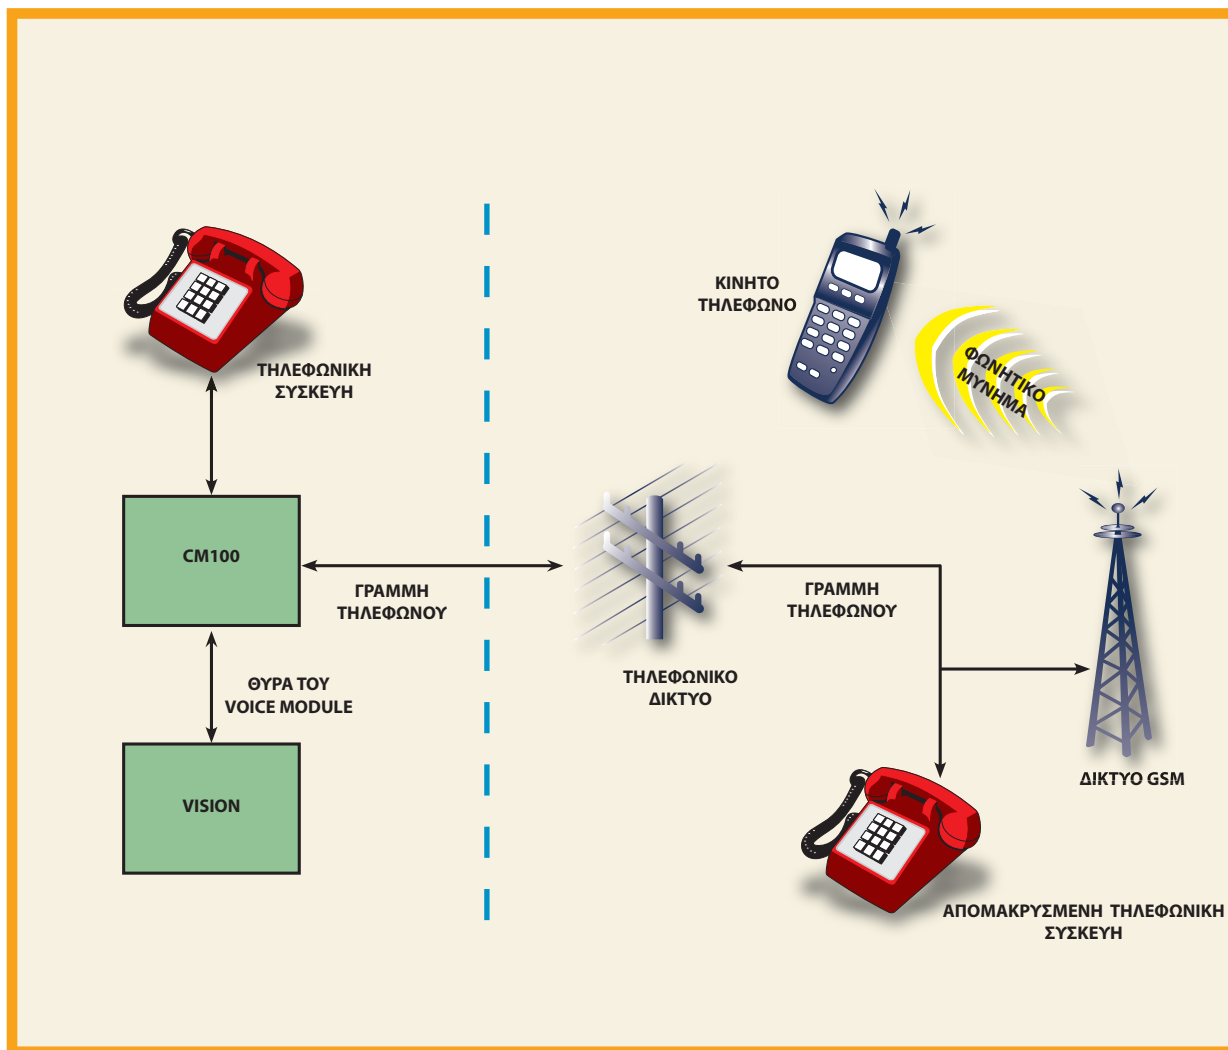 ΚΙΝΗΤΟ
ΤΗΛΕΦΩΝΟ
ΦΩΝΗΤΙΚΟ
ΜΥΝΗΜΑ
ΤΗΛΕΦΩΝΙΚΗ
ΣΥΣΚΕΥΗ
CM100
ΓΡΑΜΜΗ
ΤΗΛΕΦΩΝΟΥ
ΓΡΑΜΜΗ
ΤΗΛΕΦΩΝΟΥ
ΘΥΡΑ ΤΟΥ
VOICE MODULE
ΤΗΛΕΦΩΝΙΚΟ
ΔΙΚΤΥΟ
VISION
ΔΙΚΤΥΟ GSM
ΑΠΟΜΑΚΡΥΣΜΕΝΗ ΤΗΛΕΦΩΝΙΚΗ
ΣΥΣΚΕΥΗ